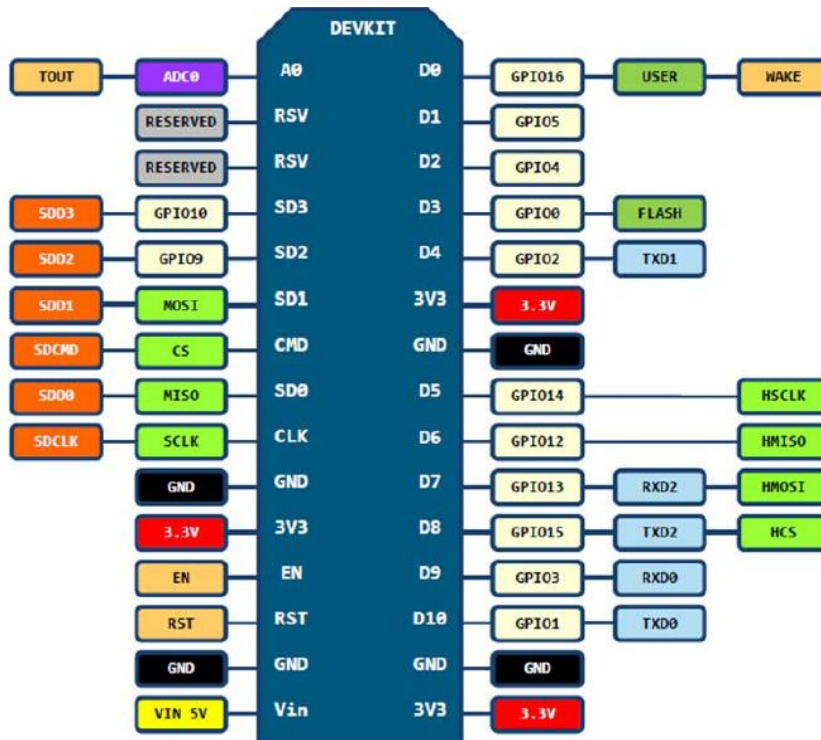 DEVKIT
TOUT ADC0 A0 D0 GPIO16 USER WAKE
RESERVED RSV D1 GPIO5
RESERVED RSV D2 GPIO4
SDD3 GPIO10 SD3 D3 GPIO0 FLASH
SDD2 GPIO9 SD2 D4 GPIO2 TXD1
SDD1 MOSI SD1 3V3 3.3V
SDCMD CS CMD GND GND
SDD0 MISO SD0 D5 GPIO14 HSCLK
SDCLK SCLK CLK D6 GPIO12 HMISO
GND GND D7 GPIO13 RXD2 HMOSI
3.3V 3V3 D8 GPIO15 TXD2 HCS
EN EN D9 GPIO3 RXD0
RST RST D10 GPIO1 TXD0
GND GND GND GND
VIN 5V Vin 3V3 3.3V